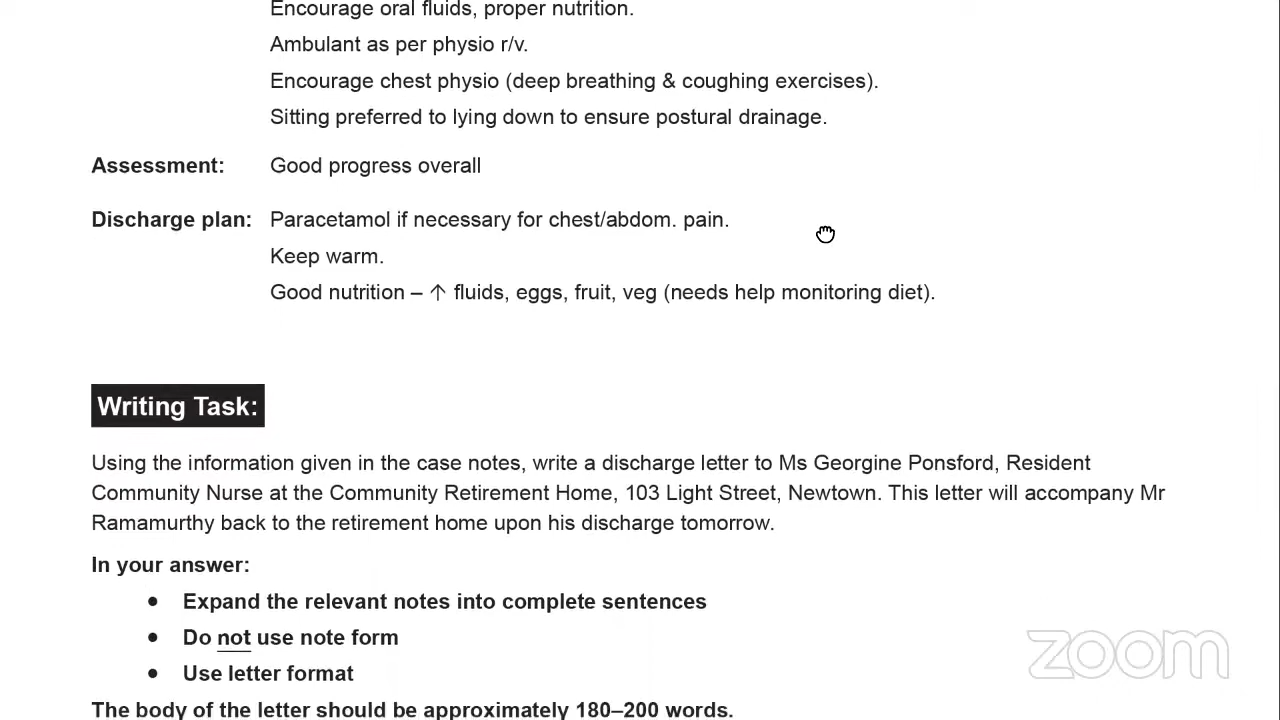 Encourage oral fluids, proper nutrition.
Ambulant as per physio r/v.
Encourage chest physio (deep breathing & coughing exercises).
Sitting preferred to lying down to ensure postural drainage.
Assessment: Good progress overall
Discharge plan: Paracetamol if necessary for chest/abdom. pain.
Keep warm.
Good nutrition – ↑ fluids, eggs, fruit, veg (needs help monitoring diet).
Writing Task:
Using the information given in the case notes, write a discharge letter to Ms Georgine Ponsford, Resident
Community Nurse at the Community Retirement Home, 103 Light Street, Newtown. This letter will accompany Mr
Ramamurthy back to the retirement home upon his discharge tomorrow.
In your answer:
● Expand the relevant notes into complete sentences
● Do not use note form
● Use letter format
The body of the letter should be approximately 180–200 words.
zoom